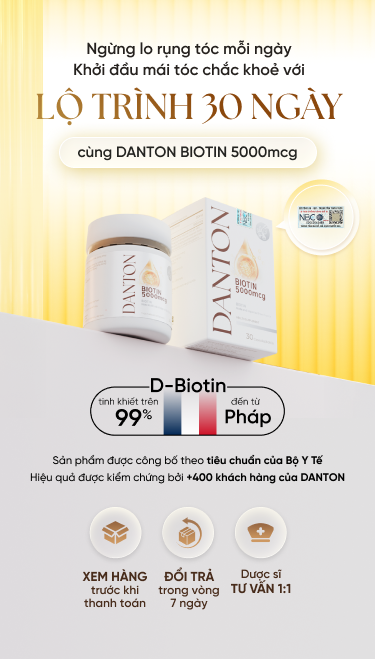 Ngừng lo rụng tóc mỗi ngày
Khởi đầu mái tóc chắc khoẻ với
LỘ TRÌNH 30 NGÀY
cùng DANTON BIOTIN 5000mcg
NBC
DANTON
BIOTIN
5000mcg
DANTON
BIOTIN
5000mcg
30
D-Biotin
tinh khiết trên
99%
đến từ
Pháp
Sản phẩm được công bố theo tiêu chuẩn của Bộ Y Tế
Hiệu quả được kiểm chứng bởi +400 khách hàng của DANTON
XEM HÀNG
trước khi
thanh toán
ĐỔI TRẢ
trong vòng
7 ngày
Dược sĩ
TƯ VẤN 1:1